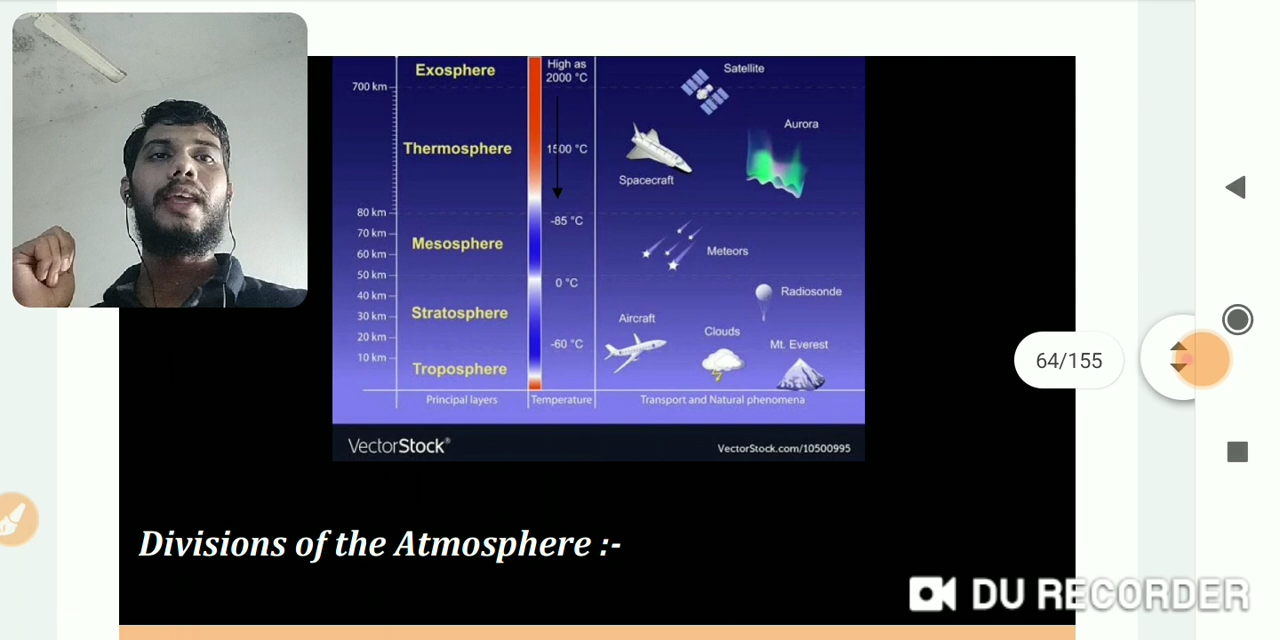 Exosphere
High as
2000 °C
Satellite
700 km
Aurora
Thermosphere
1500 °C
Spacecraft
80 km
-85 °C
70 km
Mesosphere
Meteors
60 km
50 km
0 °C
Radiosonde
40 km
Stratosphere
Aircraft
30 km
Clouds
20 km
-60 °C
Mt. Everest
10 km
Troposphere
Principal layers
Temperature
Transport and Natural phenomena
VectorStock®
VectorStock.com/10500995
64/155
Divisions of the Atmosphere :-
DU RECORDER